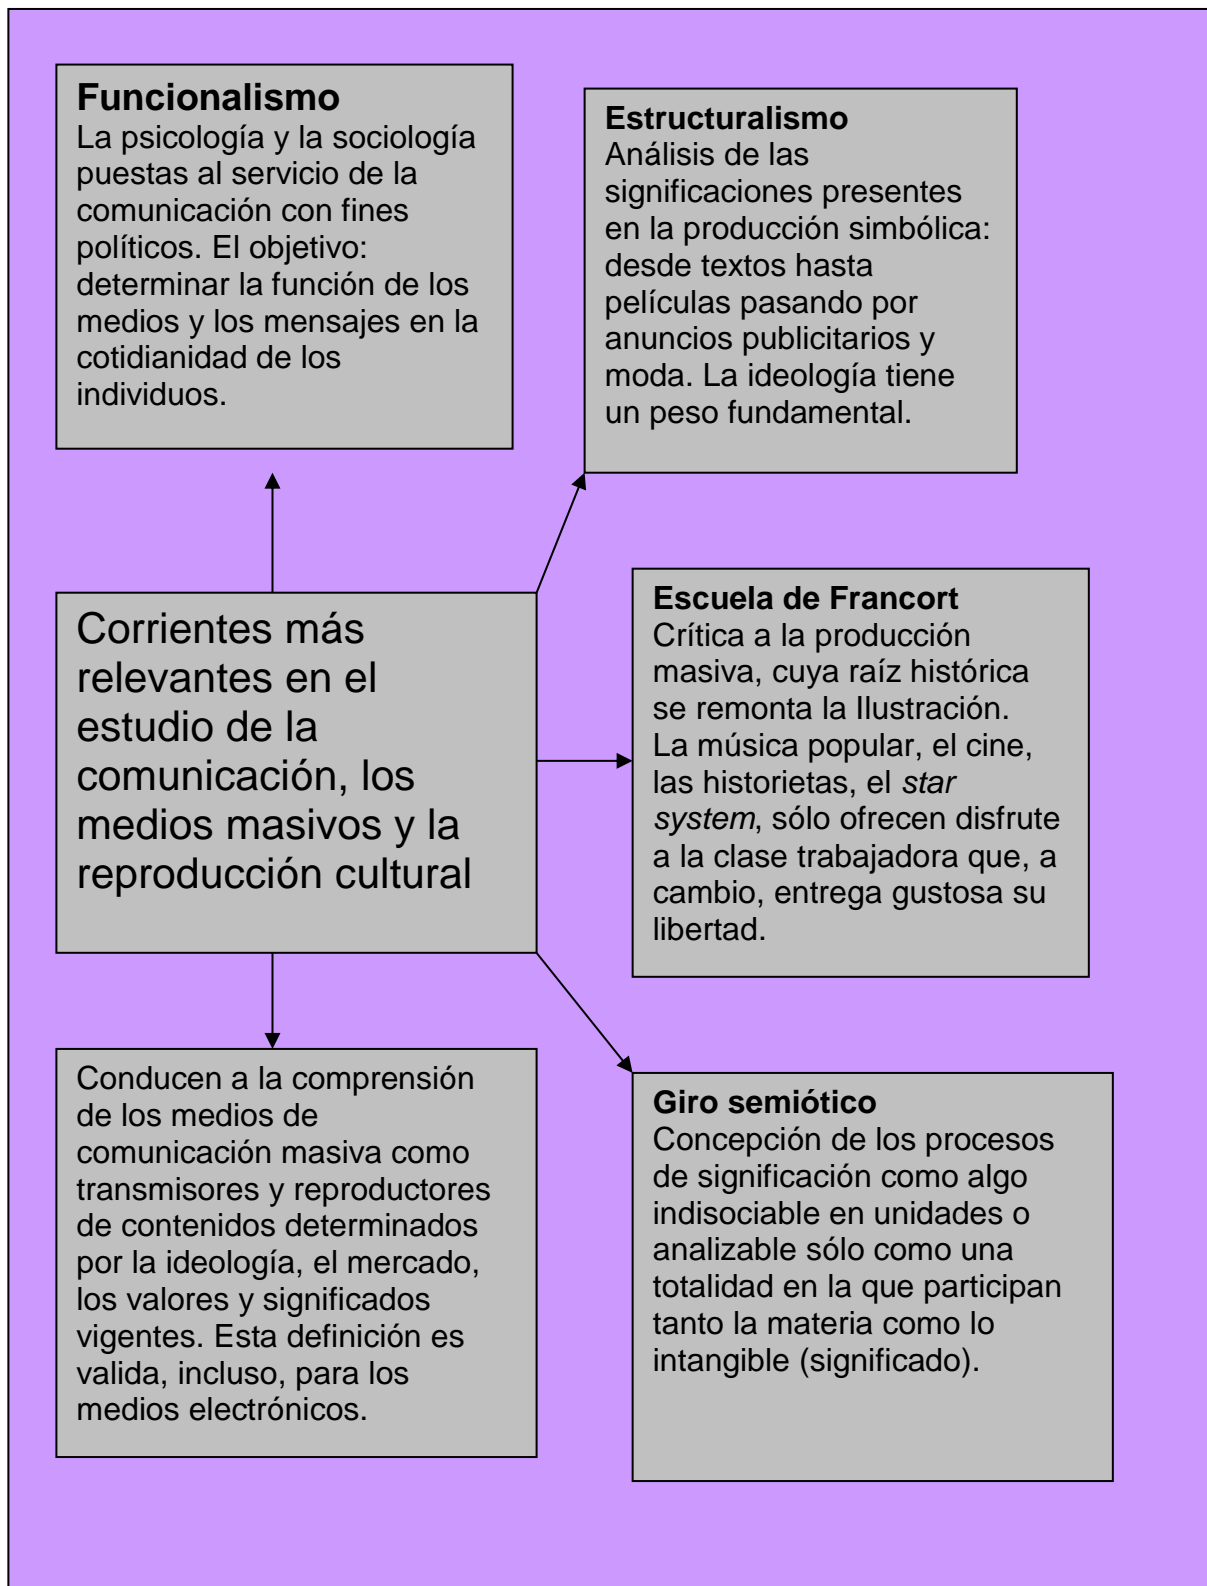 Funcionalismo
La psicología y la sociología
puestas al servicio de la
comunicación con fines
políticos. El objetivo:
determinar la función de los
medios y los mensajes en la
cotidianidad de los
individuos.
Estructuralismo
Análisis de las
significaciones presentes
en la producción simbólica:
desde textos hasta
películas pasando por
anuncios publicitarios y
moda. La ideología tiene
un peso fundamental.
Corrientes más
relevantes en el
estudio de la
comunicación, los
medios masivos y la
reproducción cultural
Escuela de Francort
Crítica a la producción
masiva, cuya raíz histórica
se remonta la Ilustración.
La música popular, el cine,
las historietas, el star
system, sólo ofrecen disfrute
a la clase trabajadora que, a
cambio, entrega gustosa su
libertad.
Conducen a la comprensión
de los medios de
comunicación masiva como
transmisores y reproductores
de contenidos determinados
por la ideología, el mercado,
los valores y significados
vigentes. Esta definición es
valida, incluso, para los
medios electrónicos.
Giro semiótico
Concepción de los procesos
de significación como algo
indisociable en unidades o
analizable sólo como una
totalidad en la que participan
tanto la materia como lo
intangible (significado).